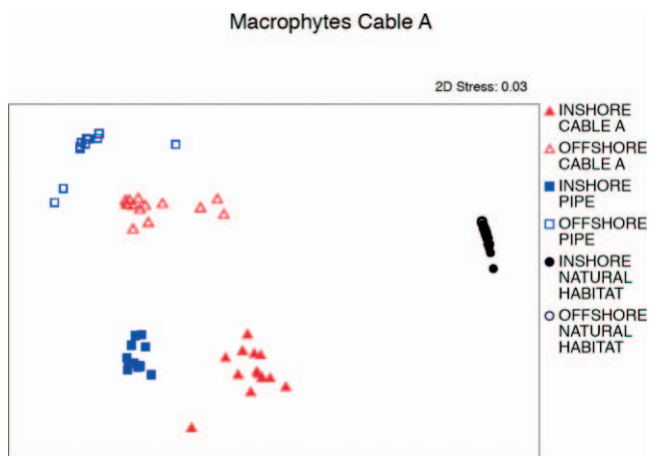 Macrophytes Cable A
2D Stress: 0.03
INSHORE
CABLE A
OFFSHORE
CABLE A
INSHORE
PIPE
OFFSHORE
PIPE
INSHORE
NATURAL
HABITAT
OFFSHORE
NATURAL
HABITAT